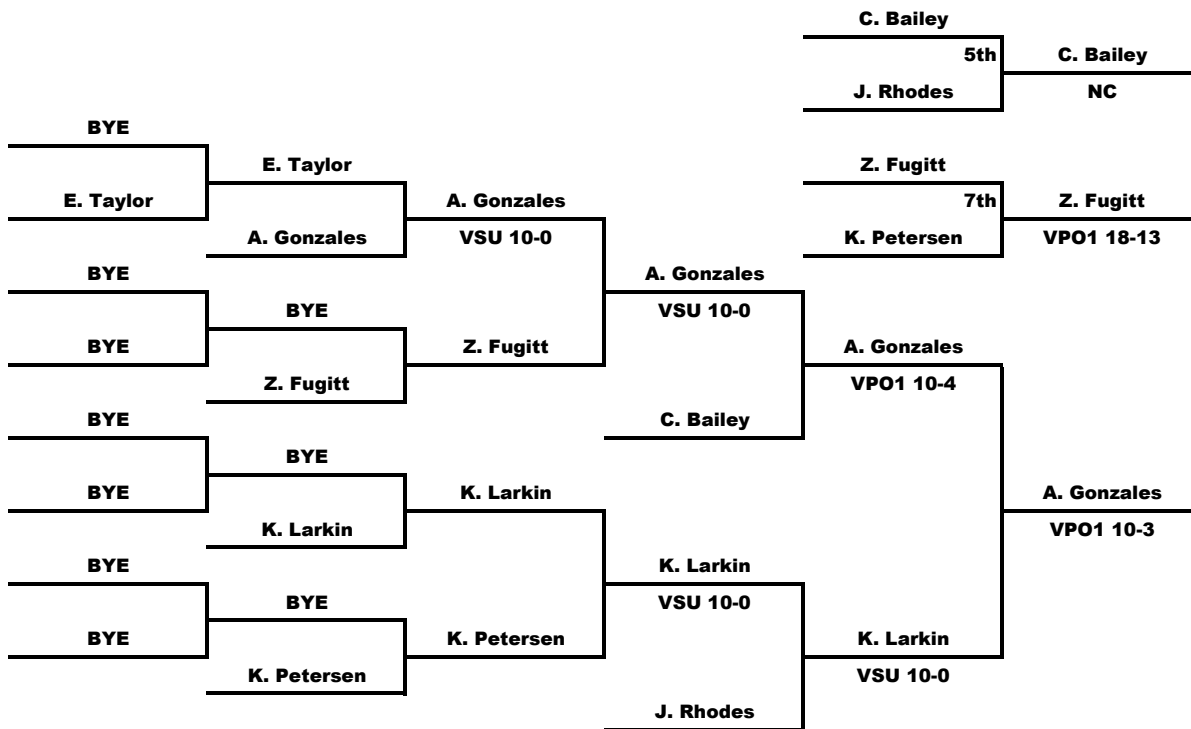 C. Bailey
5th
C. Bailey
J. Rhodes
NC
BYE
E. Taylor
Z. Fugitt
E. Taylor
A. Gonzales
7th
Z. Fugitt
A. Gonzales
VSU 10-0
K. Petersen
VPO1 18-13
BYE
A. Gonzales
BYE
VSU 10-0
BYE
Z. Fugitt
A. Gonzales
Z. Fugitt
VPO1 10-4
BYE
C. Bailey
BYE
BYE
K. Larkin
A. Gonzales
K. Larkin
VPO1 10-3
BYE
K. Larkin
BYE
VSU 10-0
BYE
K. Petersen
K. Larkin
K. Petersen
VSU 10-0
J. Rhodes